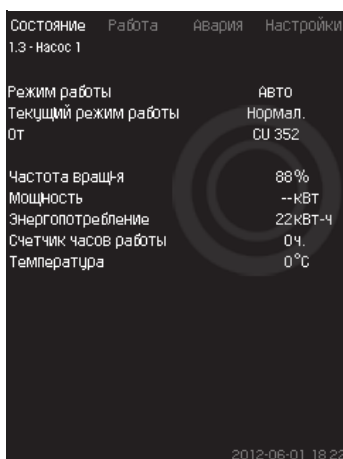 Состояние Работа Авария Настройки
1.3 - Насос 1
Режим работы Авто
Текущий режим работы Нормал.
От CU 352
Частота вращ-я 88%
Мощность --кВт
Энергопотребление 22кВт-ч
Счетчик часов работы 0ч.
Температура 0°C
2012-06-01 18:22